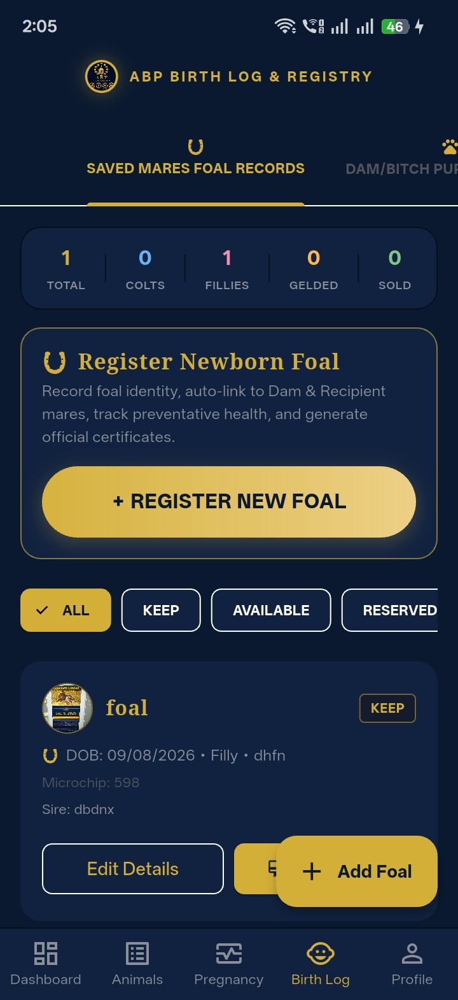 2:05
46
ABP BIRTH LOG & REGISTRY
SAVED MARES FOAL RECORDS
DAM/BITCH PUP
1
0
1
0
0
TOTAL
COLTS
FILLIES
GELDED
SOLD
Register Newborn Foal
Record foal identity, auto-link to Dam & Recipient
mares, track preventative health, and generate
official certificates.
+ REGISTER NEW FOAL
ALL
KEEP
AVAILABLE
RESERVED
foal
KEEP
DOB: 09/08/2026 • Filly • dhfn
Microchip: 598
Sire: dbdnx
Edit Details
Add Foal
Dashboard
Animals
Pregnancy
Birth Log
Profile